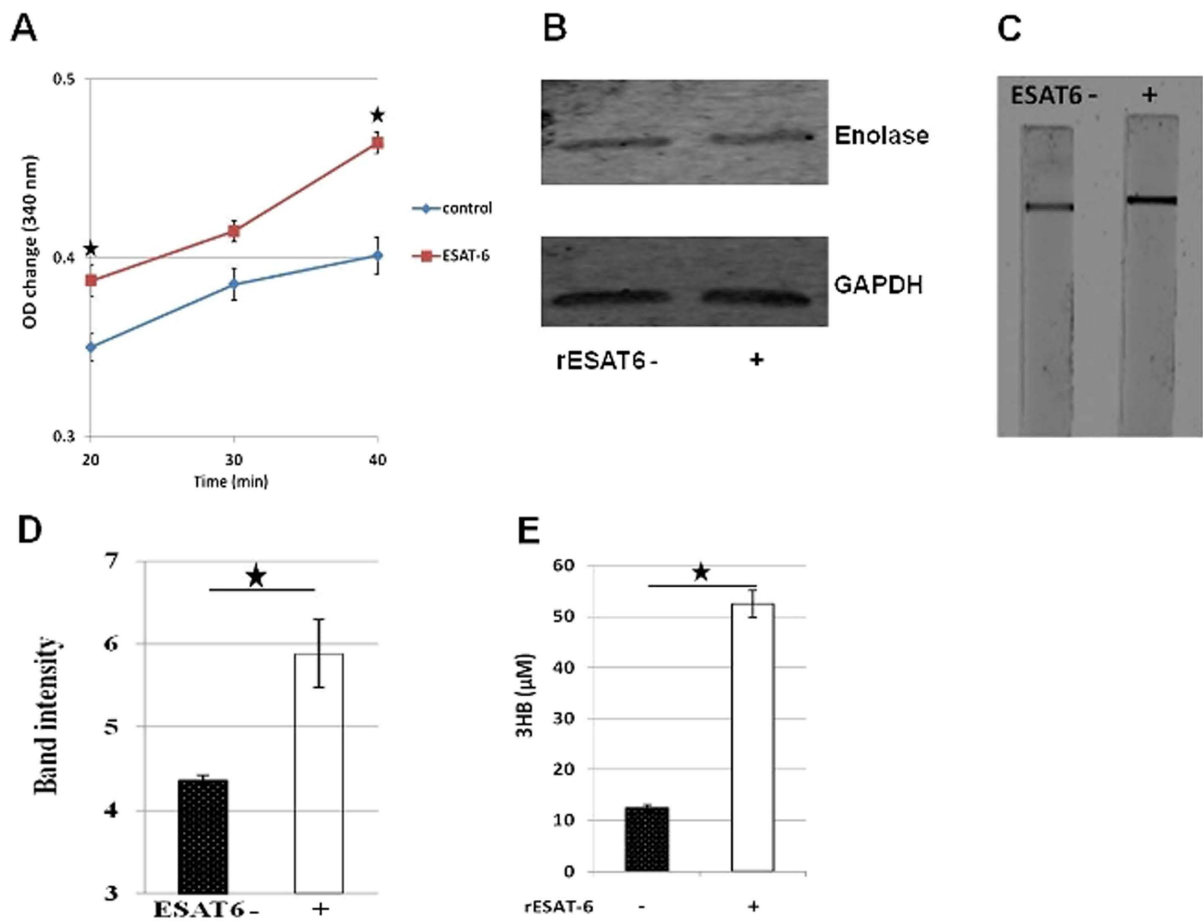 A
0.5
0.4
0.3
OD change (340 nm)
20 30 40
Time (min)
control
ESAT-6
B
Enolase
GAPDH
rESAT6 - +
C
ESAT6 - +
D
7
6
5
4
3
Band intensity
ESAT6 - +
E
60
50
40
30
20
10
0
3HB (μM)
rESAT-6 - +